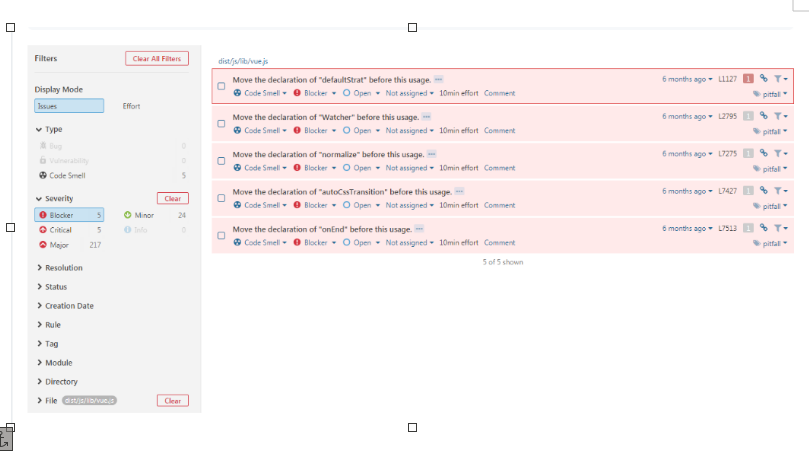 Filters Clear All Filters
Display Mode
Issues Effort
Type
Bug 0
Vulnerability 0
Code Smell 5
Severity Clear
Blocker 5 Minor 24
Critical 5 Info 0
Major 217
Resolution
Status
Creation Date
Rule
Tag
Module
Directory
File dist/js/lib/vue.js Clear
dist/js/lib/vue.js
Move the declaration of "defaultStrat" before this usage. 6 months ago L1127 1
Code Smell Blocker Open Not assigned 10min effort Comment pitfall
Move the declaration of "Watcher" before this usage. 6 months ago L2795 1
Code Smell Blocker Open Not assigned 10min effort Comment pitfall
Move the declaration of "normalize" before this usage. 6 months ago L7275 1
Code Smell Blocker Open Not assigned 10min effort Comment pitfall
Move the declaration of "autoCssTransition" before this usage. 6 months ago L7427 1
Code Smell Blocker Open Not assigned 10min effort Comment pitfall
Move the declaration of "onEnd" before this usage. 6 months ago L7513 1
Code Smell Blocker Open Not assigned 10min effort Comment pitfall
5 of 5 shown